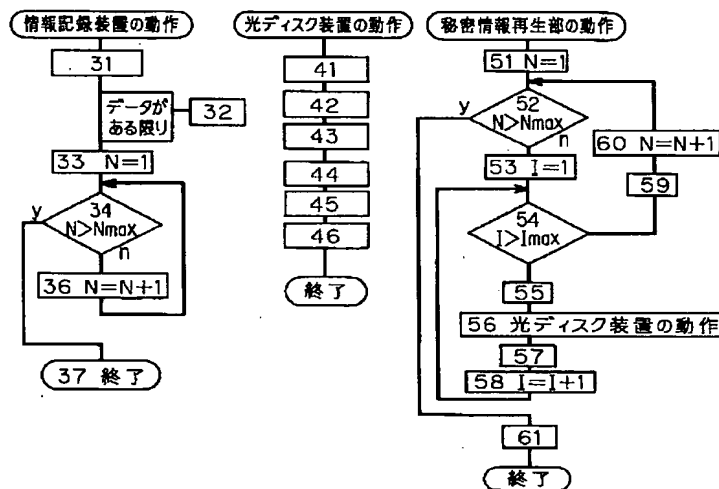 情報記録装置の動作
31
データが
ある限り
32
33 N=1
34
N>Nmax
y
n
36 N=N+1
37 終了
光ディスク装置の動作
41
42
43
44
45
46
終了
秘密情報再生部の動作
51 N=1
52
N>Nmax
y
n
53 I=1
54
I>Imax
55
56 光ディスク装置の動作
57
58 I=I+1
59
60 N=N+1
61
終了